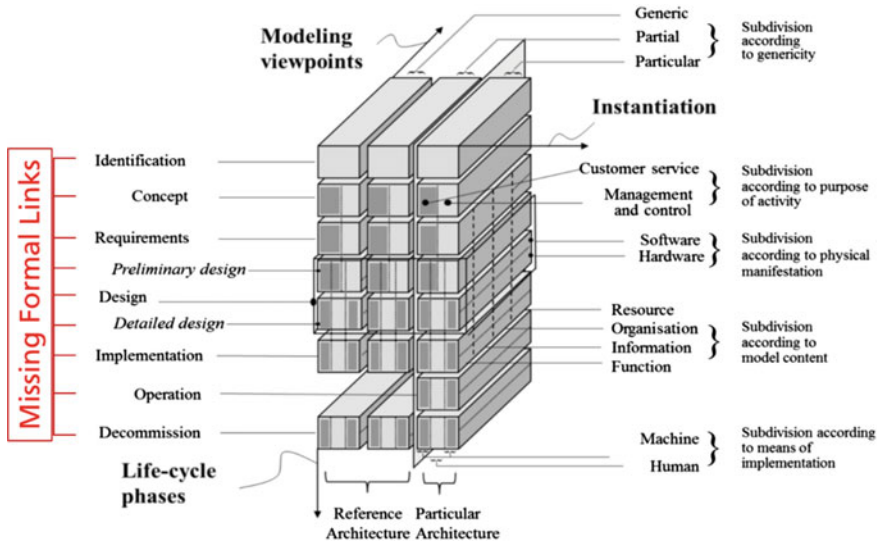 Generic
Modeling
viewpoints
Partial
Particular
Subdivision
according
to genericity
Instantiation
Missing Formal Links
Identification
Concept
Requirements
Preliminary design
Design
Detailed design
Implementation
Operation
Decommission
Customer service
Management
and control
Subdivision
according to purpose
of activity
Software
Hardware
Subdivision
according to physical
manifestation
Resource
Organisation
Information
Function
Subdivision
according to
model content
Machine
Human
Subdivision according
to means of
implementation
Life-cycle
phases
Reference
Architecture
Particular
Architecture